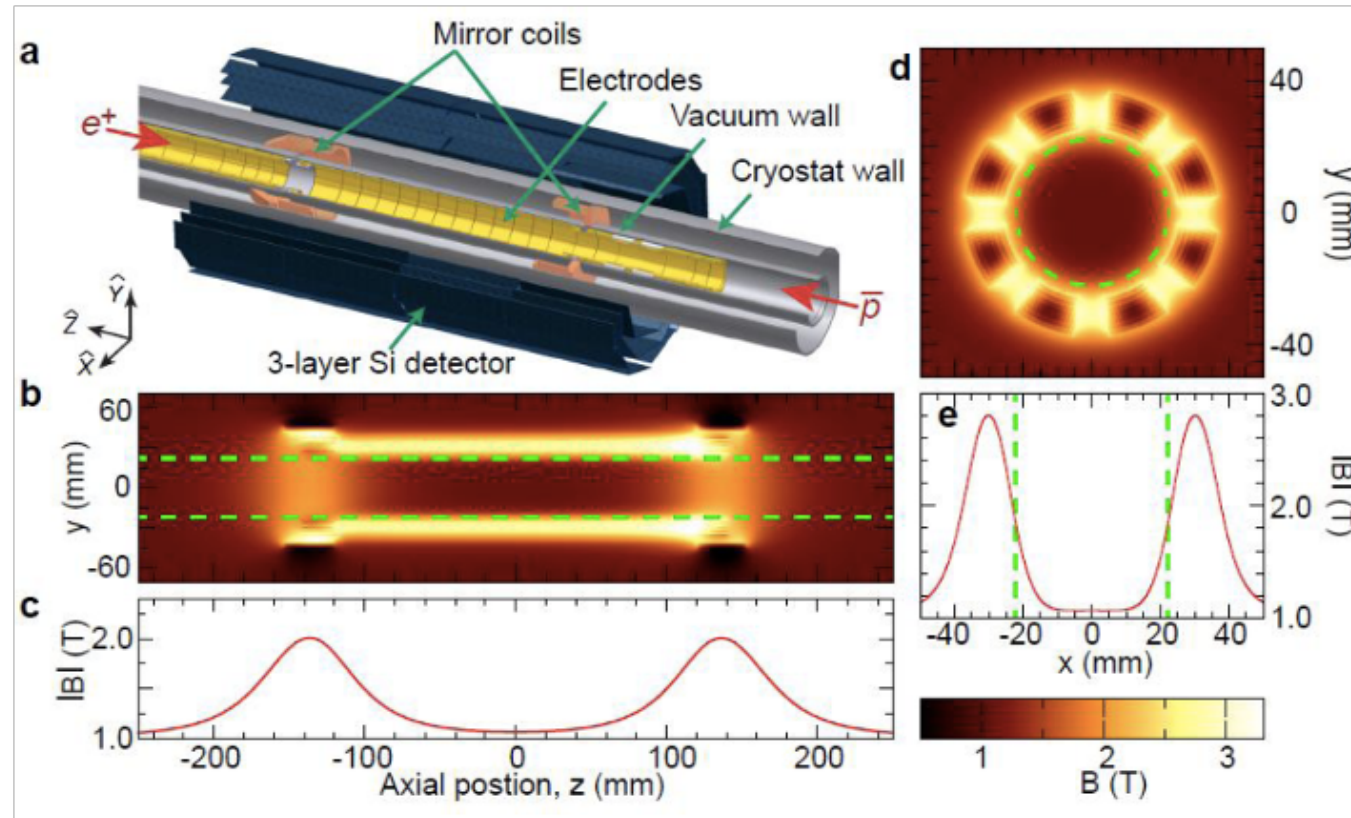 a
Mirror coils
Electrodes
Vacuum wall
Cryostat wall
e+
p̅
Ŷ
Ẑ
X̂
3-layer Si detector
b
60
0
-60
y (mm)
c
2.0
1.0
|B| (T)
-200 -100 0 100 200
Axial postion, z (mm)
d
40
0
-40
y (mm)
e
3.0
2.0
1.0
|B| (T)
-40 -20 0 20 40
x (mm)
1 2 3
B (T)